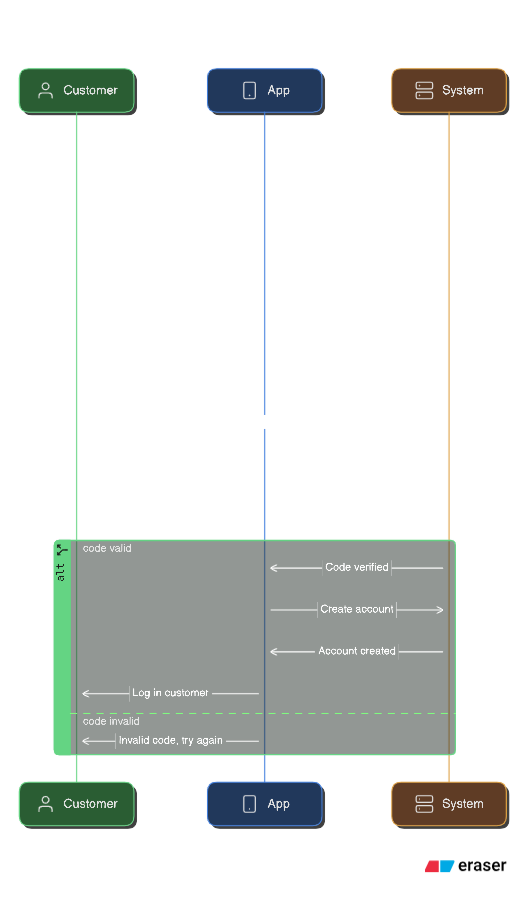 Customer
App
System
code valid
alt
Code verified
Create account
Account created
Log in customer
code invalid
Invalid code, try again
Customer
App
System
eraser